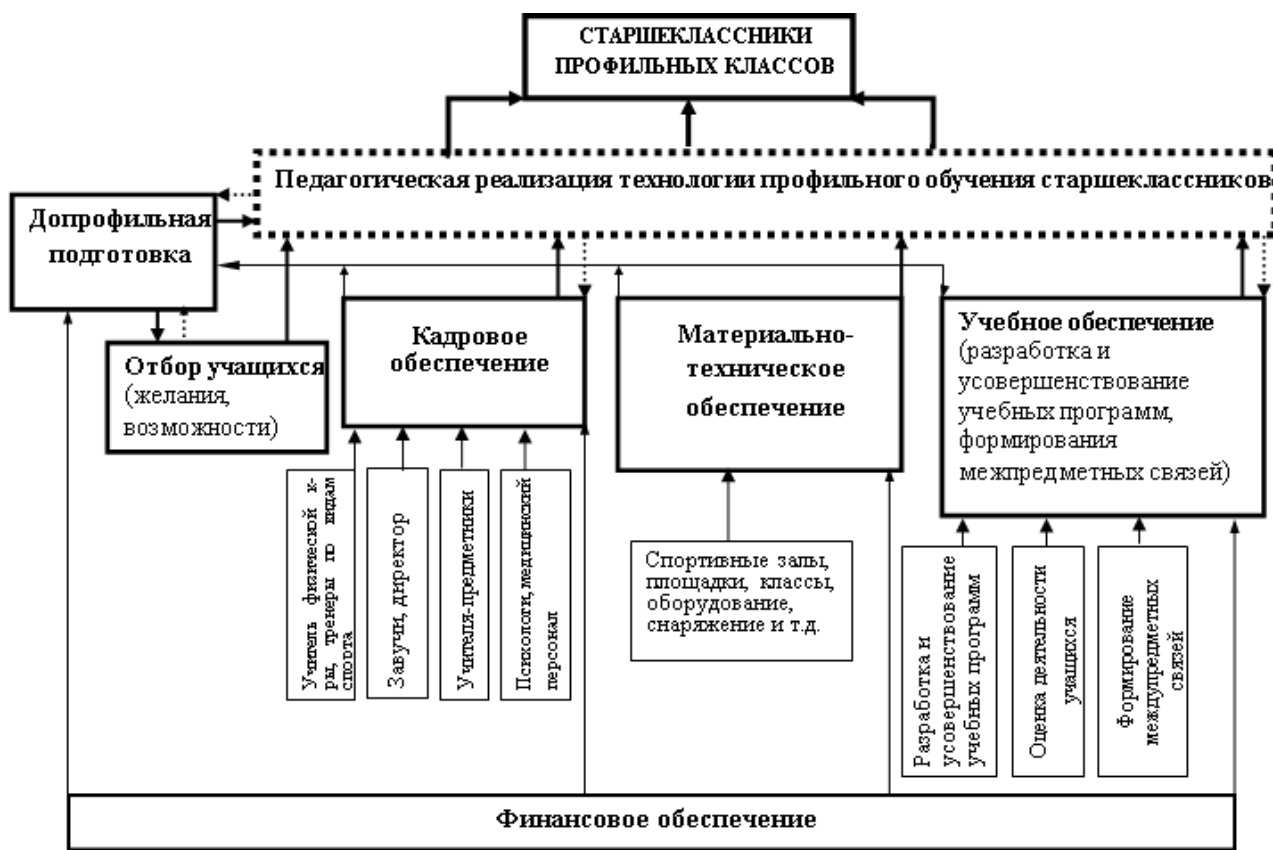 СТАРШЕКЛАССНИКИ
ПРОФИЛЬНЫХ КЛАССОВ
Педагогическая реализация технологии профильного обучения старшеклассников
Допрофильная
подготовка
Отбор учащихся
(желания,
возможности)
Кадровое
обеспечение
Материально-
техническое
обеспечение
Учебное обеспечение
(разработка и
усовершенствование
учебных программ,
формирования
межпредметных связей)
Учитель физической к-
ры, тренеры по видам
спорта
Завучи, директор
Учителя-предметники
Психологи, медицинский
персонал
Спортивные залы,
площадки, классы,
оборудование,
снаряжение и т.д.
Разработка и
усовершенствование
учебных программ
Оценка деятельности
учащихся
Формирование
междупредметных
связей
Финансовое обеспечение